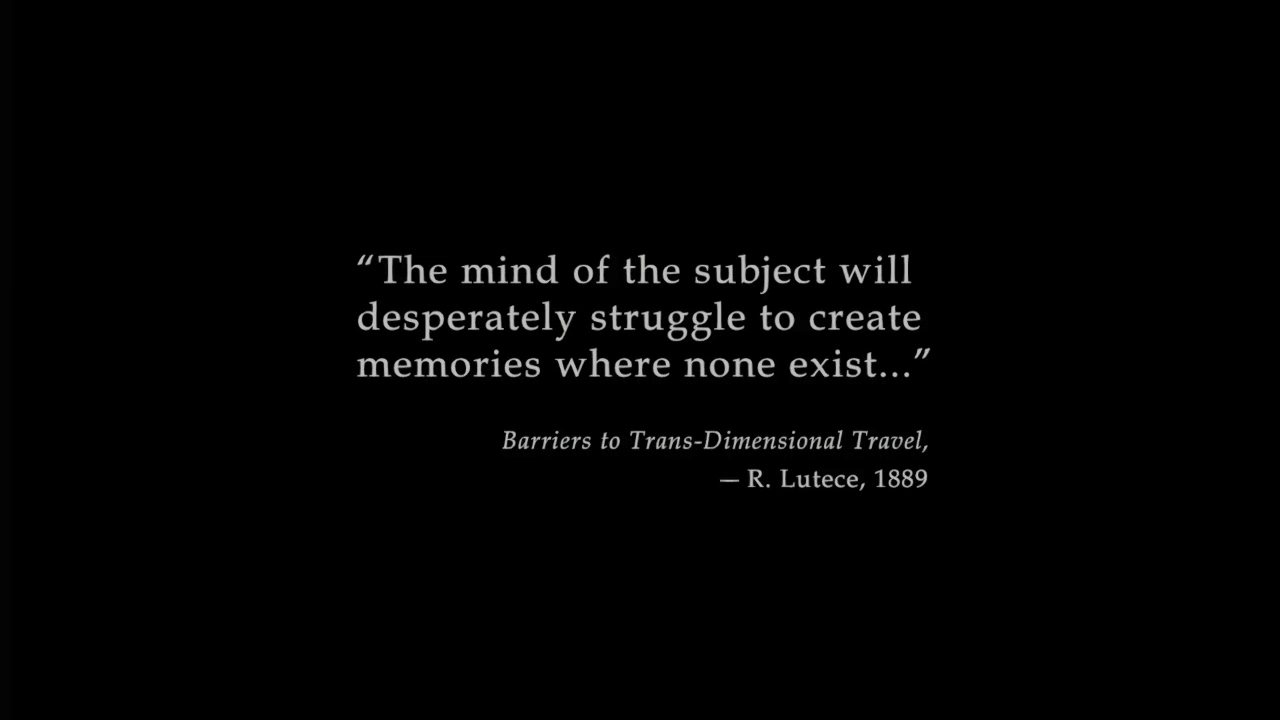 “The mind of the subject will
desperately struggle to create
memories where none exist...”
Barriers to Trans-Dimensional Travel,
— R. Lutece, 1889